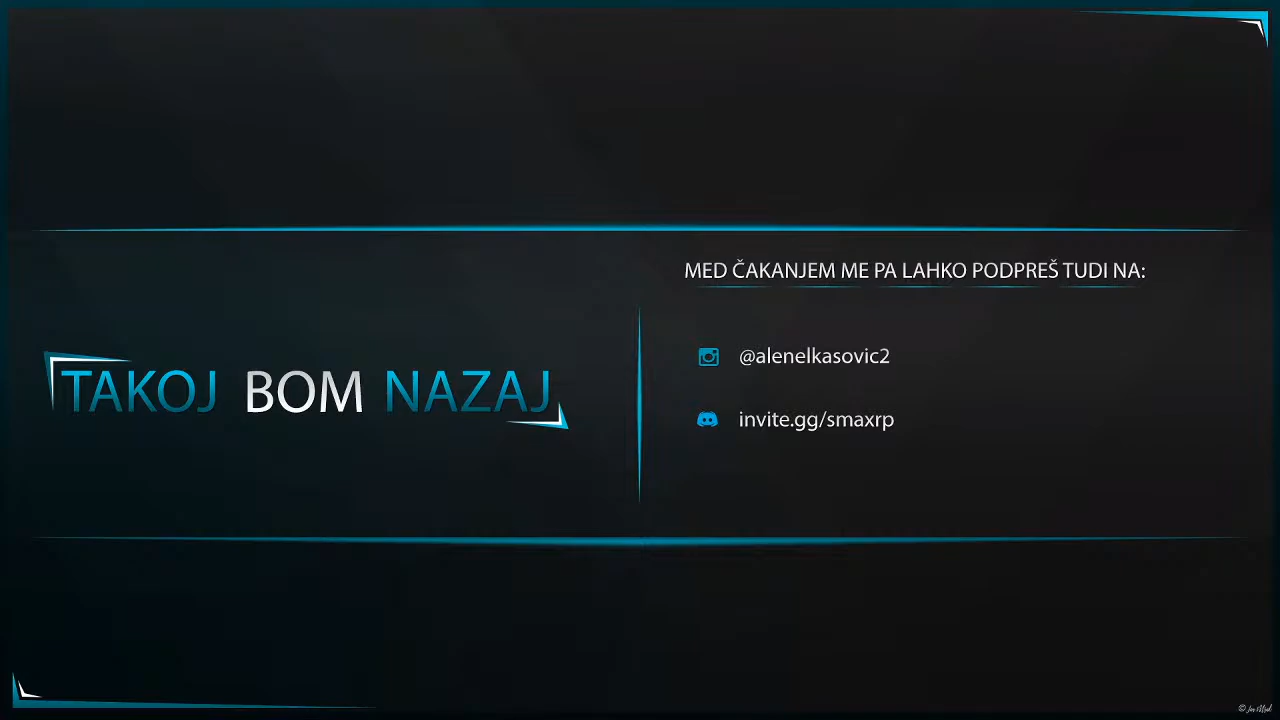 TAKOJ BOM NAZAJ
MED ČAKANJEM ME PA LAHKO PODPREŠ TUDI NA:
@alenelkasovic2
invite.gg/smaxrp